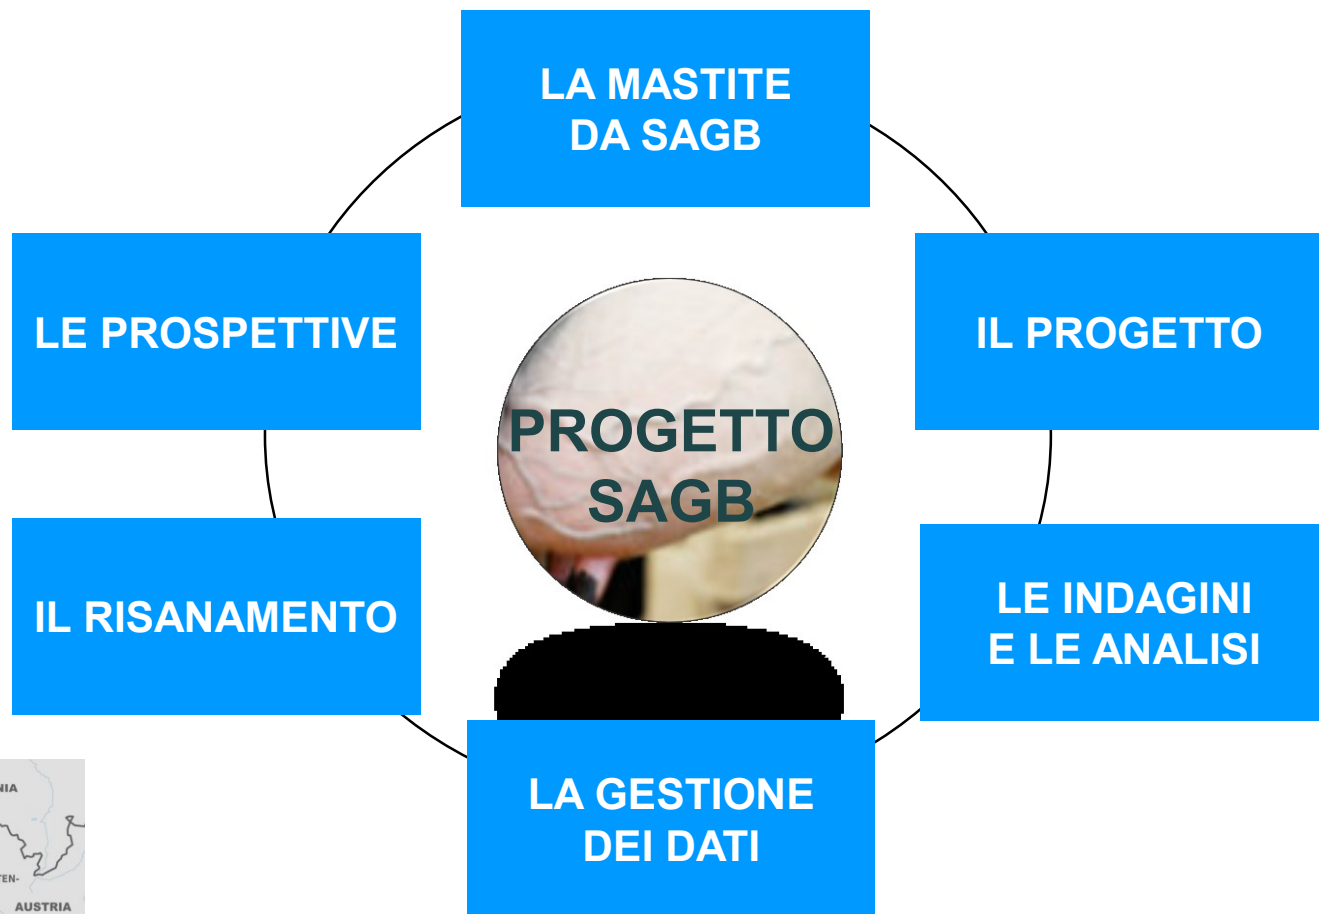 LA MASTITE
DA SAGB
LE PROSPETTIVE
IL PROGETTO
PROGETTO
SAGB
IL RISANAMENTO
LE INDAGINI
E LE ANALISI
LA GESTIONE
DEI DATI
AUSTRIA